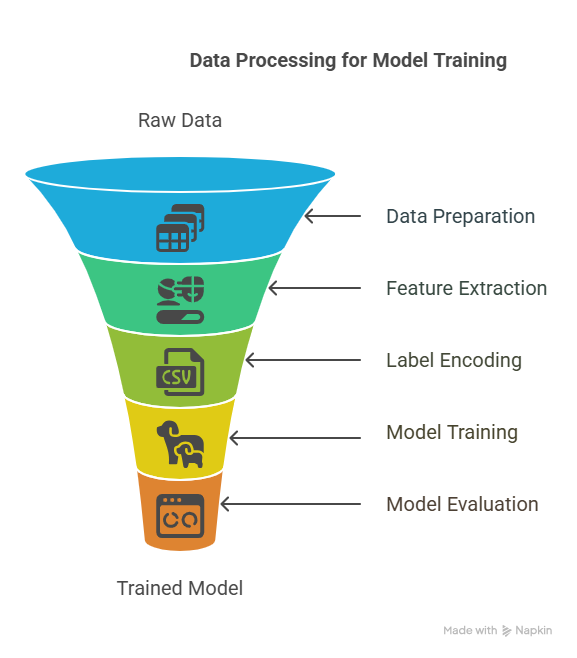 Data Processing for Model Training
Raw Data
Data Preparation
Feature Extraction
CSV
Label Encoding
Model Training
Model Evaluation
Trained Model
Made with Napkin